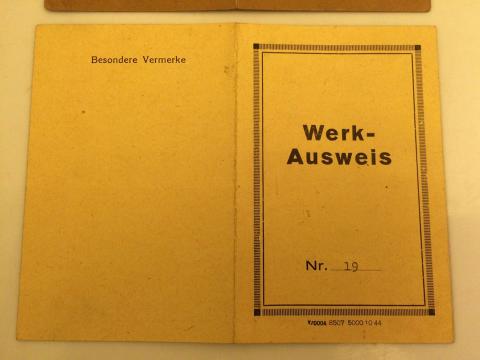 Besondere Vermerke
Werk-
Ausweis
Nr. 19
8507 5000 10 44